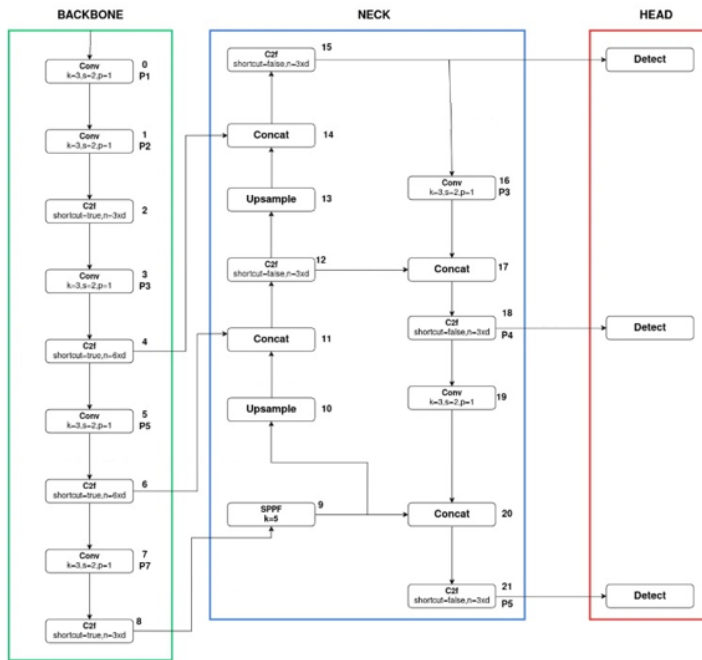 BACKBONE
NECK
HEAD
Conv
k=3,s=2,p=1
0
P1
Conv
k=3,s=2,p=1
1
P2
C2f
shortcut=true,n=3xd
2
Conv
k=3,s=2,p=1
3
P3
C2f
shortcut=true,n=6xd
4
Conv
k=3,s=2,p=1
5
P5
C2f
shortcut=true,n=6xd
6
Conv
k=3,s=2,p=1
7
P7
C2f
shortcut=true,n=3xd
8
C2f
shortcut=false,n=3xd
15
Concat
14
Upsample
13
C2f
shortcut=false,n=3xd
12
Concat
11
Upsample
10
SPPF
k=5
9
Conv
k=3,s=2,p=1
16
P3
Concat
17
C2f
shortcut=false,n=3xd
18
P4
Conv
k=3,s=2,p=1
19
Concat
20
C2f
shortcut=false,n=3xd
21
P5
Detect
Detect
Detect